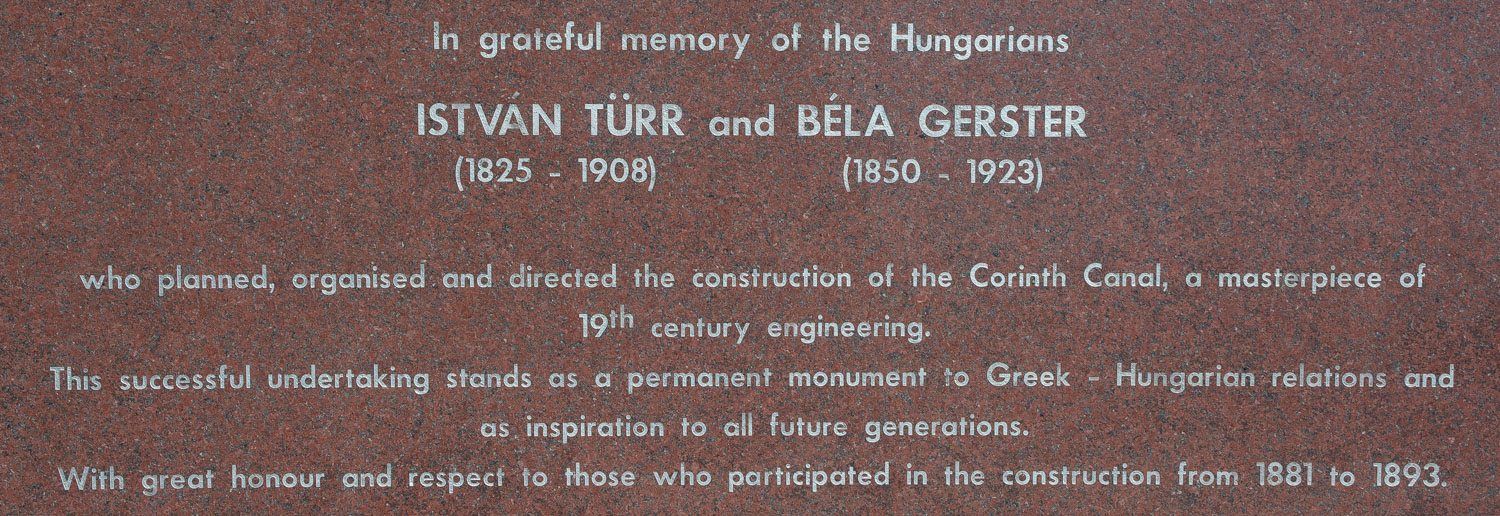 In grateful memory of the Hungarians
ISTVÁN TÜRR and BÉLA GERSTER
(1825 - 1908) (1850 - 1923)
who planned, organised and directed the construction of the Corinth Canal, a masterpiece of
19th century engineering.
This successful undertaking stands as a permanent monument to Greek - Hungarian relations and
as inspiration to all future generations.
With great honour and respect to those who participated in the construction from 1881 to 1893.